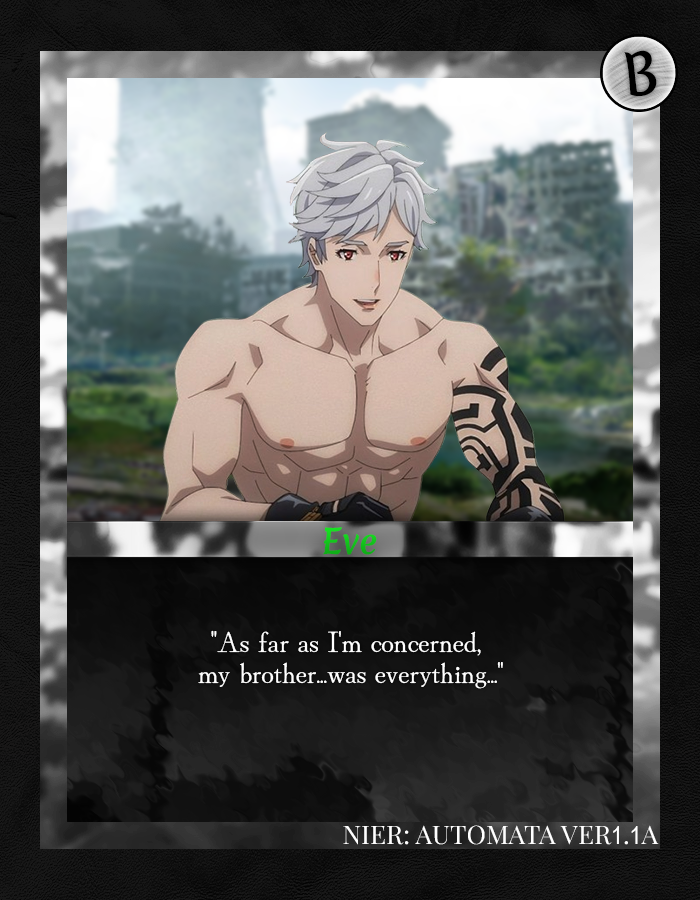 B
Eve
"As far as I'm concerned,
my brother...was everything..."
NIER: AUTOMATA VER1.1A